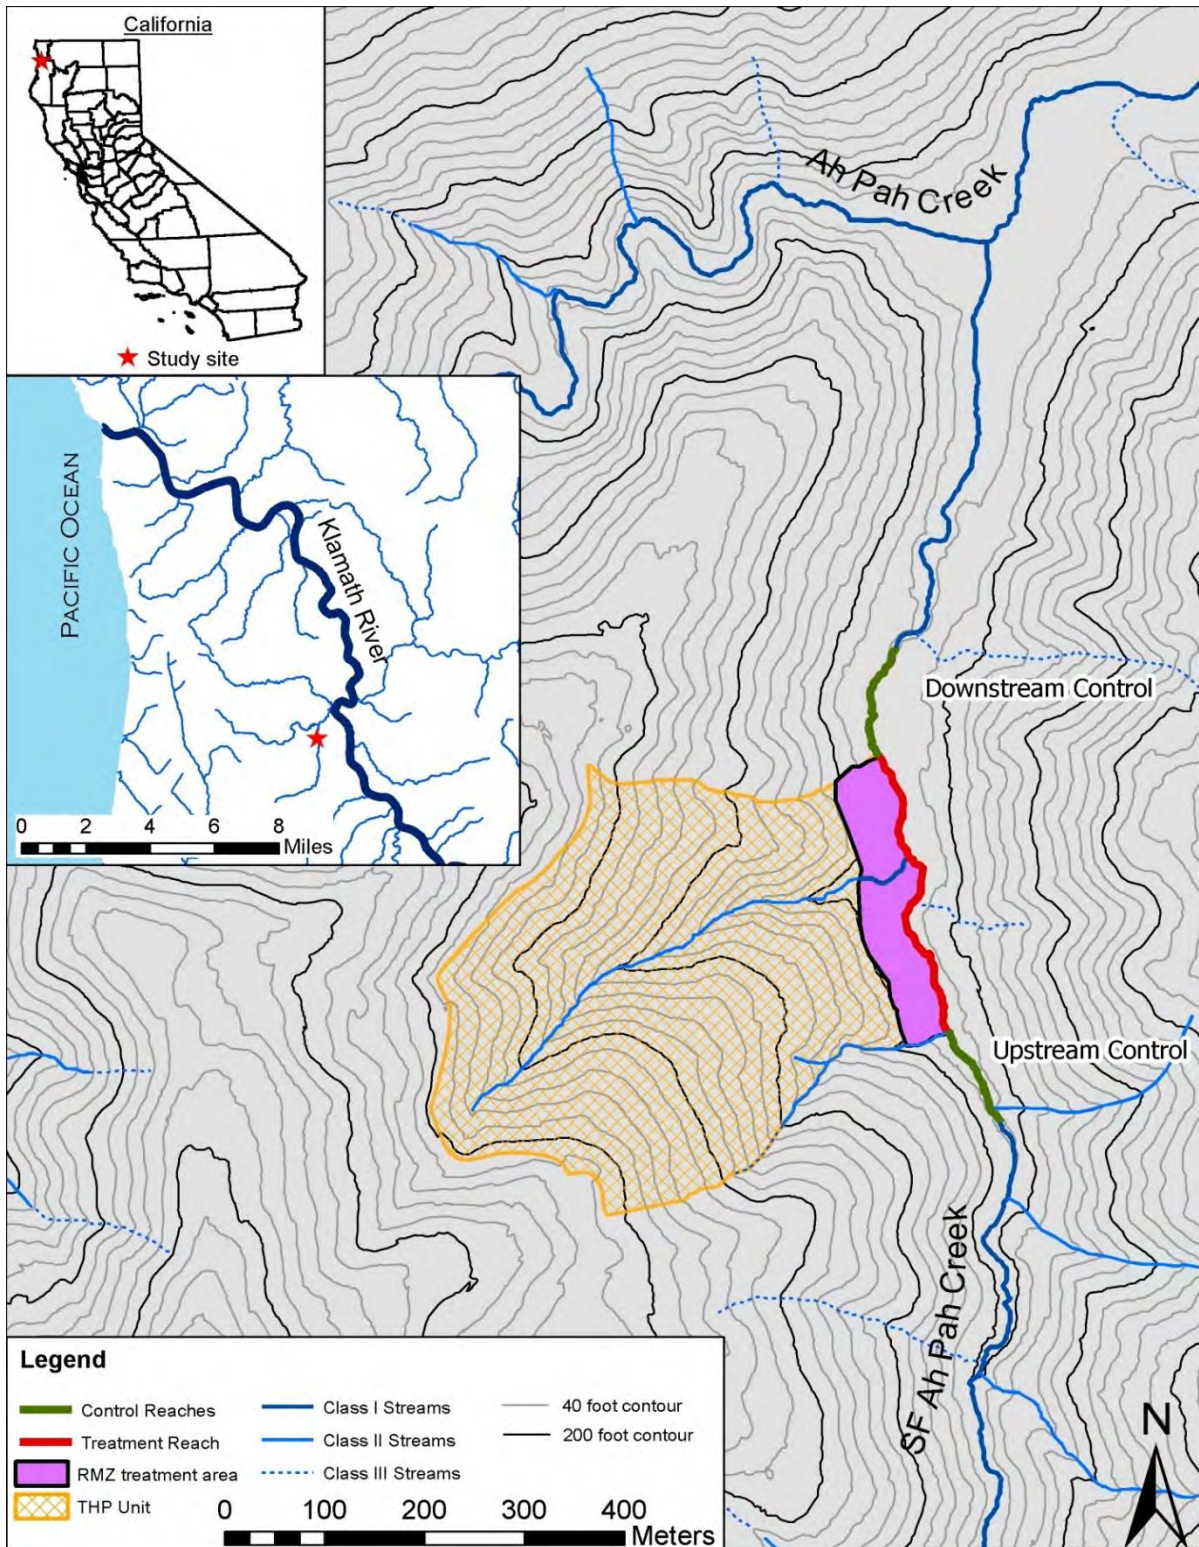 California
Study site
PACIFIC OCEAN
Klamath River
0 2 4 6 8
Miles
Ah Pah Creek
Downstream Control
Upstream Control
SF Ah Pah Creek
Legend
Control Reaches
Treatment Reach
RMZ treatment area
THP Unit
Class I Streams
Class II Streams
Class III Streams
40 foot contour
200 foot contour
0 100 200 300 400
Meters
N